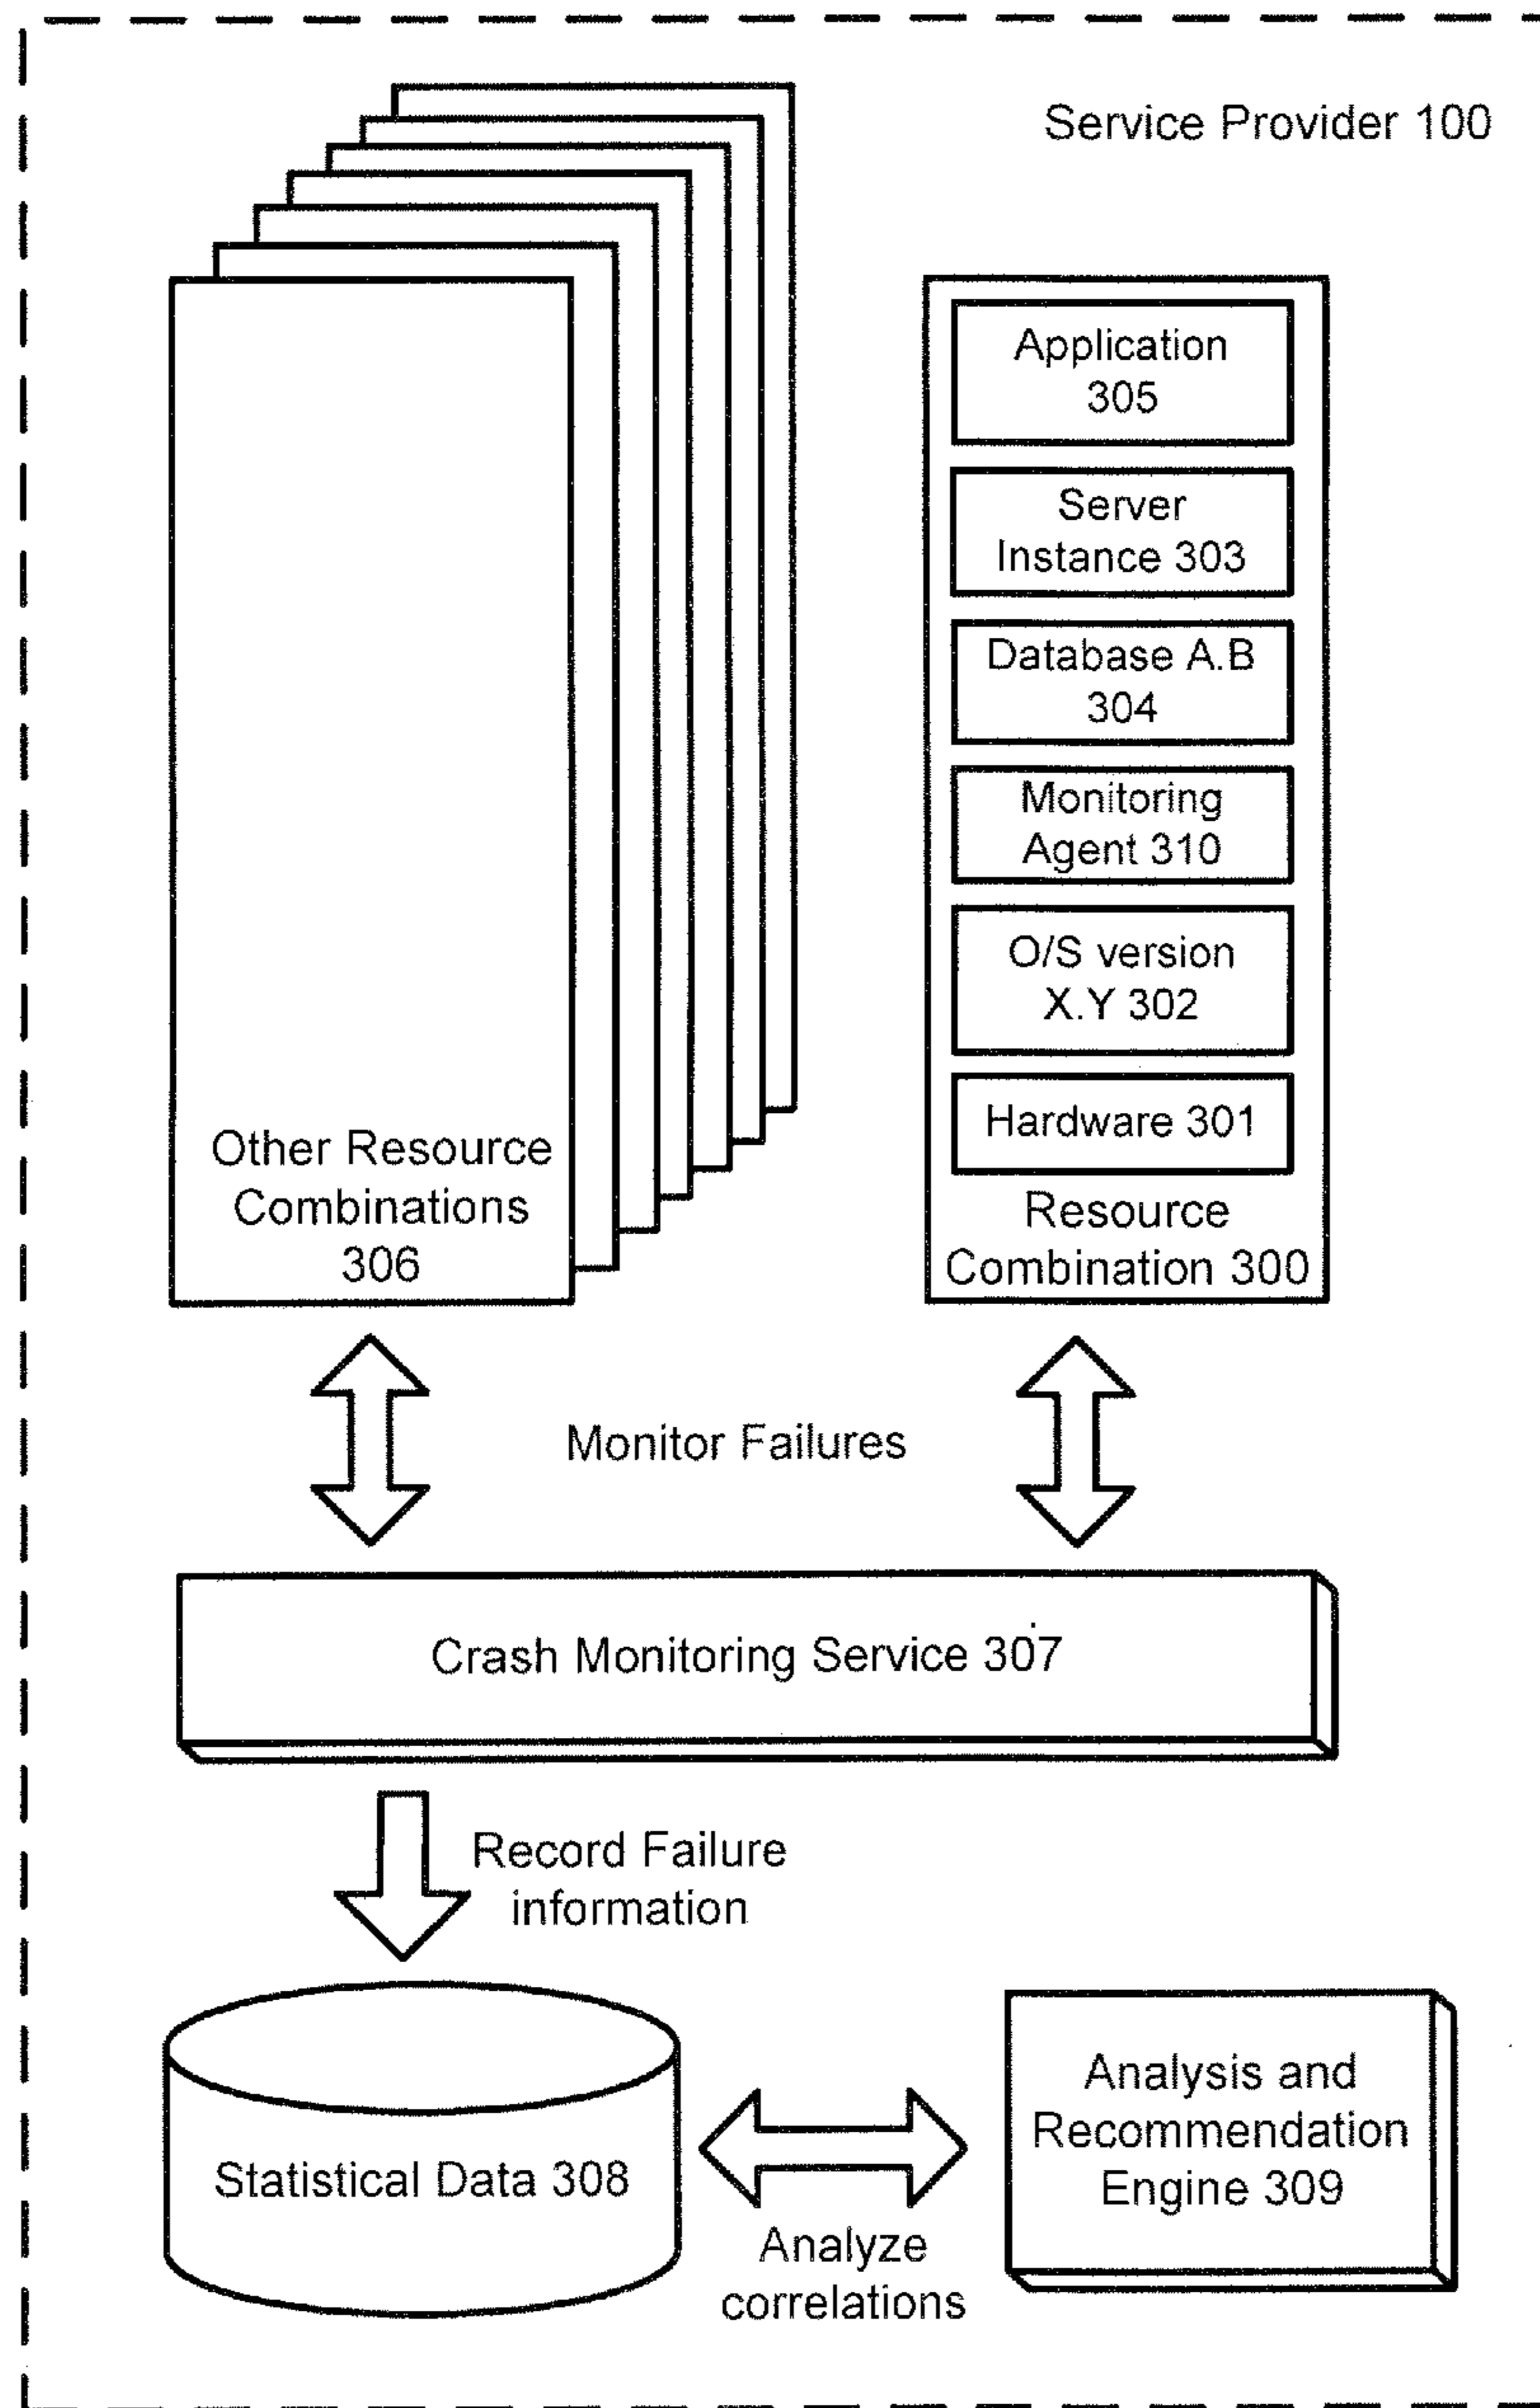 Service Provider 100
Application
305
Server
Instance 303
Database A.B
304
Monitoring
Agent 310
O/S version
X.Y 302
Hardware 301
Resource
Combination 300
Other Resource
Combinations
306
Monitor Failures
Crash Monitoring Service 307
Record Failure
information
Statistical Data 308
Analyze
correlations
Analysis and
Recommendation
Engine 309